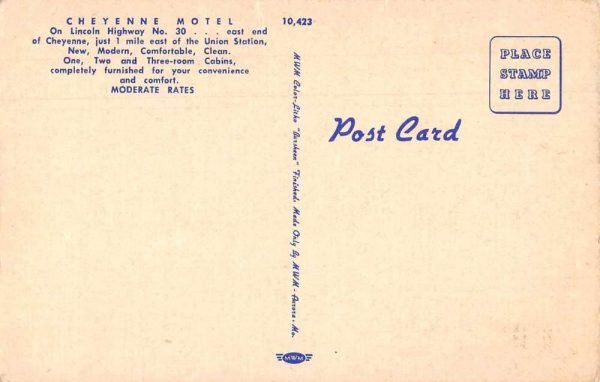 CHEYENNE MOTEL
On Lincoln Highway No. 30 . . . east end
of Cheyenne, just 1 mile east of the Union Station,
New, Modern, Comfortable, Clean.
One, Two and Three-room Cabins,
completely furnished for your convenience
and comfort.
MODERATE RATES
10,423
MWM Color-Litho "Dursheen" Finished: Made Only By MWM - Aurora, Mo.
MWM
Post Card
PLACE
STAMP
HERE